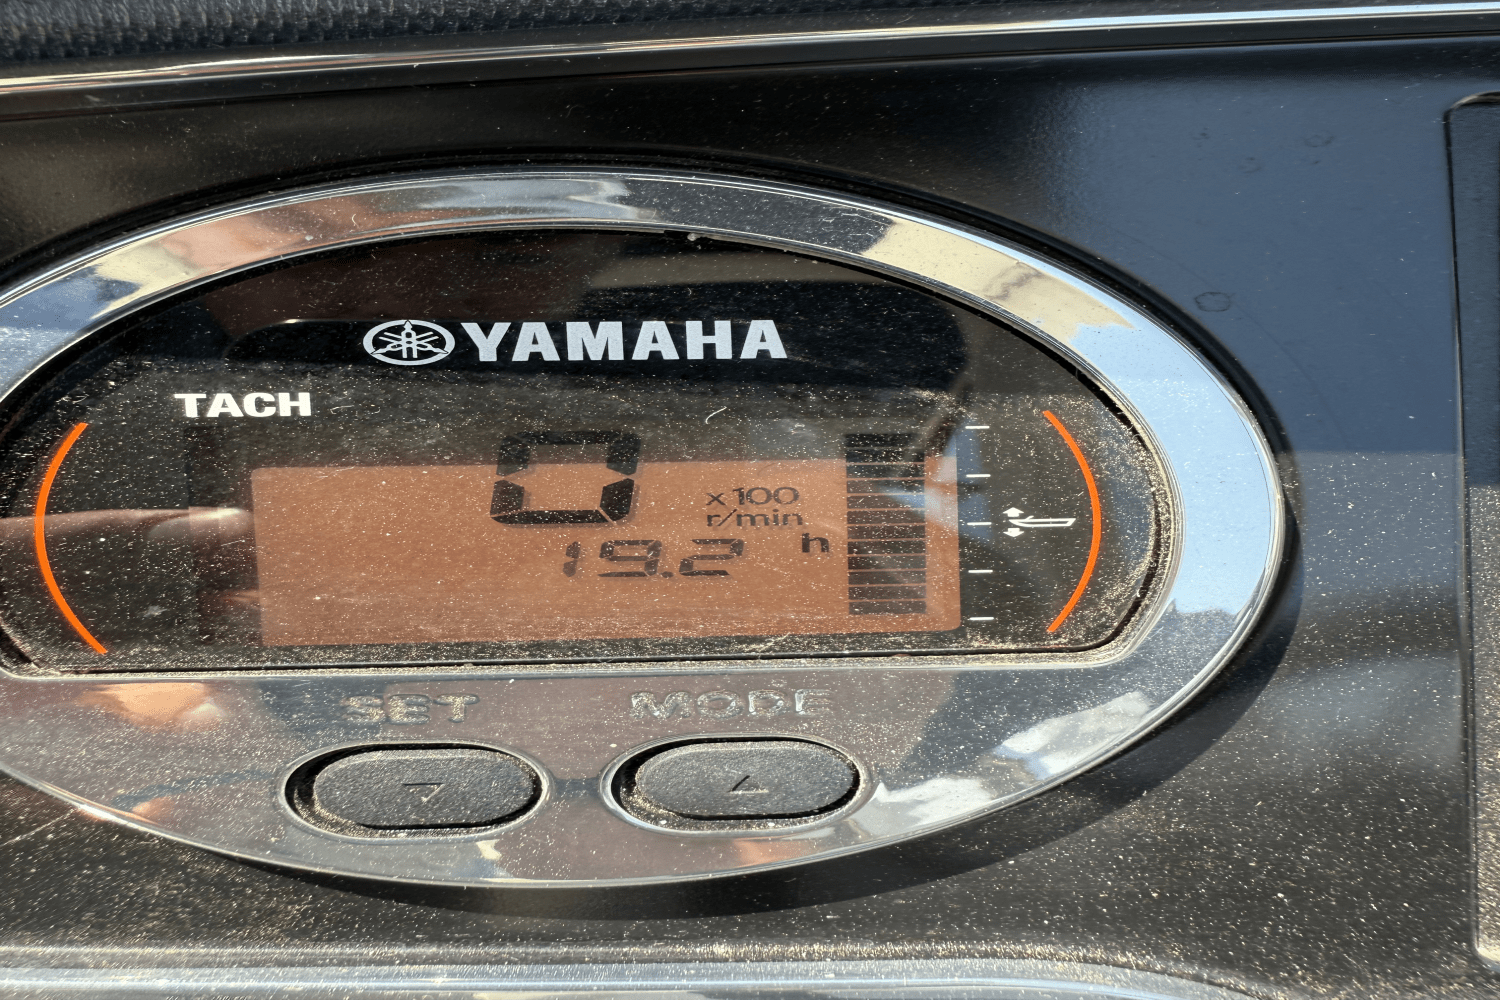 YAMAHA
TACH
0
x100
r/min
19.2 h
SET
MODE